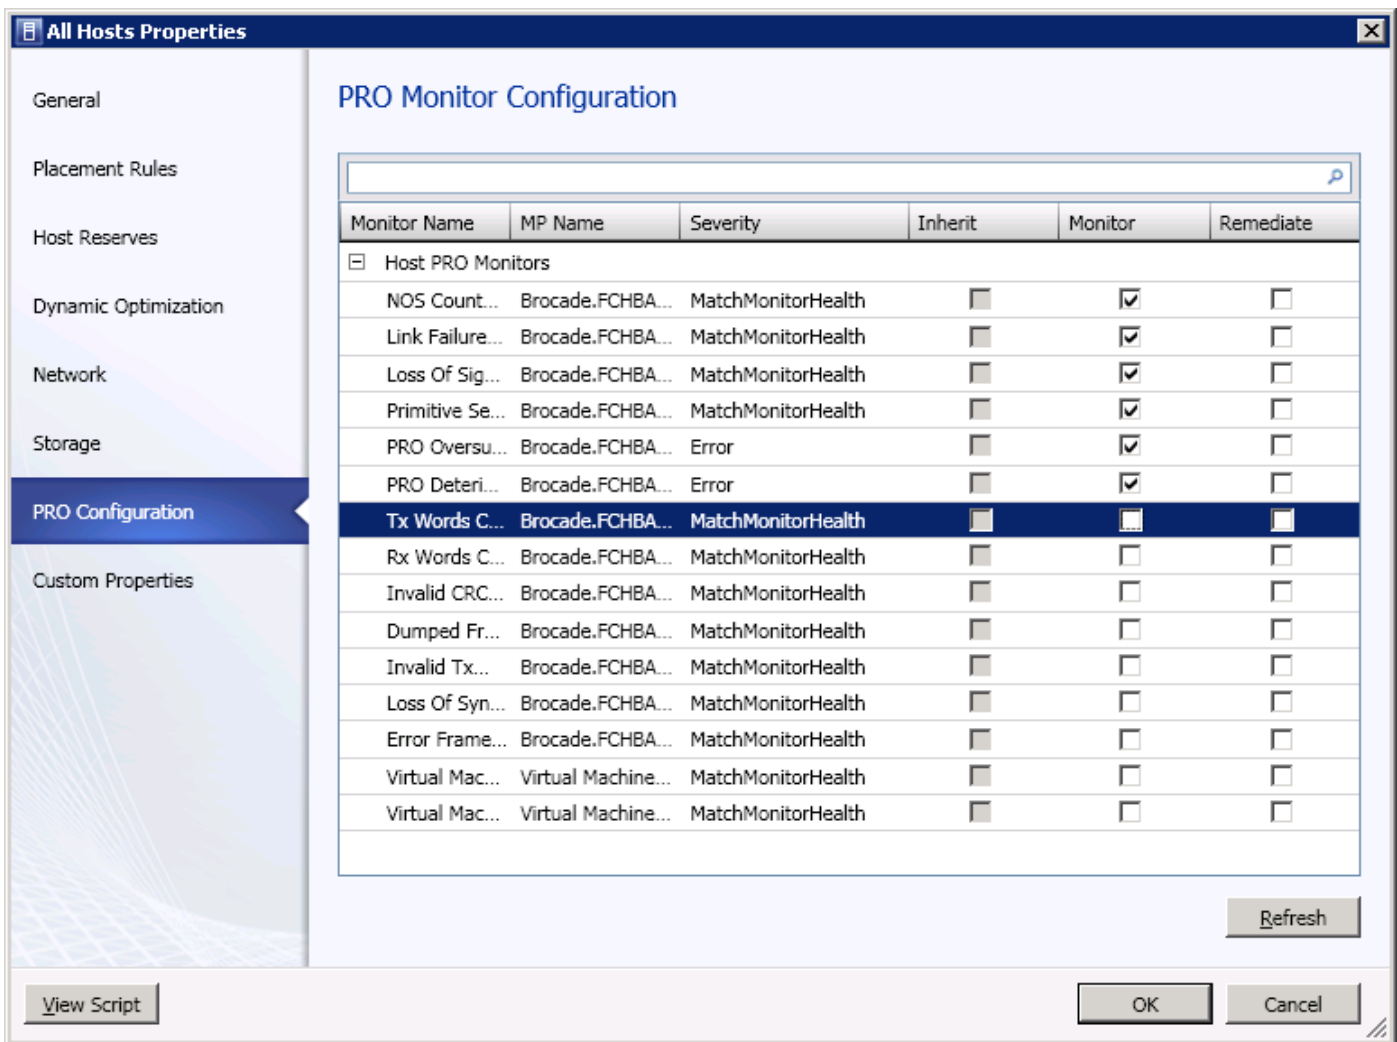 All Hosts Properties
General
Placement Rules
Host Reserves
Dynamic Optimization
Network
Storage
PRO Configuration
Custom Properties
PRO Monitor Configuration
Monitor Name MP Name Severity Inherit Monitor Remediate
Host PRO Monitors
NOS Count... Brocade.FCHBA... MatchMonitorHealth
Link Failure... Brocade.FCHBA... MatchMonitorHealth
Loss Of Sig... Brocade.FCHBA... MatchMonitorHealth
Primitive Se... Brocade.FCHBA... MatchMonitorHealth
PRO Oversu... Brocade.FCHBA... Error
PRO Deteri... Brocade.FCHBA... Error
Tx Words C... Brocade.FCHBA... MatchMonitorHealth
Rx Words C... Brocade.FCHBA... MatchMonitorHealth
Invalid CRC... Brocade.FCHBA... MatchMonitorHealth
Dumped Fr... Brocade.FCHBA... MatchMonitorHealth
Invalid Tx... Brocade.FCHBA... MatchMonitorHealth
Loss Of Syn... Brocade.FCHBA... MatchMonitorHealth
Error Frame... Brocade.FCHBA... MatchMonitorHealth
Virtual Mac... Virtual Machine... MatchMonitorHealth
Virtual Mac... Virtual Machine... MatchMonitorHealth
Refresh
View Script OK Cancel